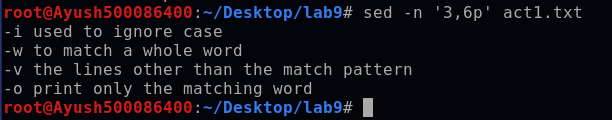 root@Ayush500086400:~/Desktop/lab9# sed -n '3,6p' act1.txt
-i used to ignore case
-w to match a whole word
-v the lines other than the match pattern
-o print only the matching word
root@Ayush500086400:~/Desktop/lab9#